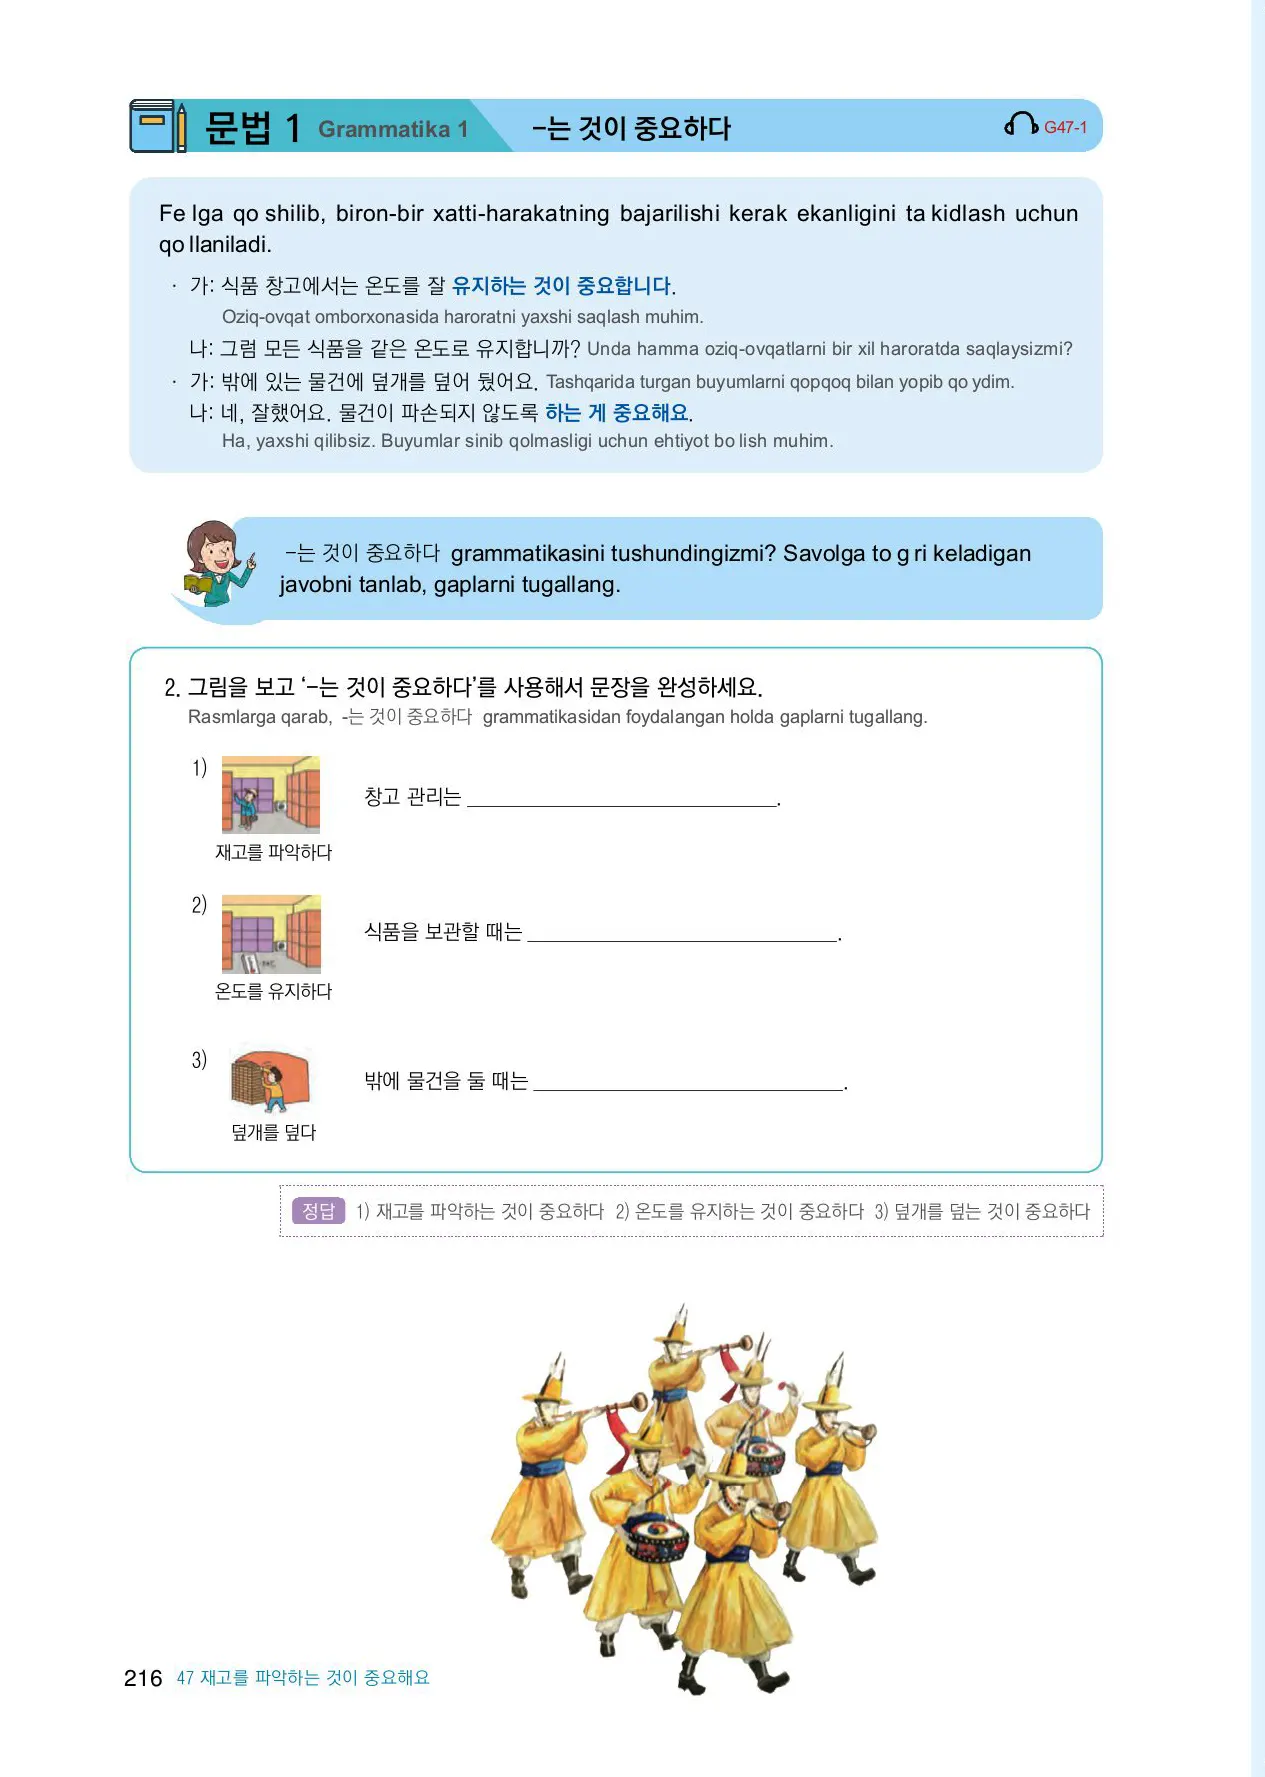 문법 1 Grammatika 1 -는 것이 중요하다 G47-1
Fe lga qo shilib, biron-bir xatti-harakatning bajarilishi kerak ekanligini ta kidlash uchun
qo llaniladi.
· 가: 식품 창고에서는 온도를 잘 유지하는 것이 중요합니다.
Oziq-ovqat omborxonasida haroratni yaxshi saqlash muhim.
나: 그럼 모든 식품을 같은 온도로 유지합니까? Unda hamma oziq-ovqatlarni bir xil haroratda saqlaysizmi?
· 가: 밖에 있는 물건에 덮개를 덮어 뒀어요. Tashqarida turgan buyumlarni qopqoq bilan yopib qo ydim.
나: 네, 잘했어요. 물건이 파손되지 않도록 하는 게 중요해요.
Ha, yaxshi qilibsiz. Buyumlar sinib qolmasligi uchun ehtiyot bo lish muhim.
-는 것이 중요하다 grammatikasini tushundingizmi? Savolga to g ri keladigan
javobni tanlab, gaplarni tugallang.
2. 그림을 보고 ‘-는 것이 중요하다’를 사용해서 문장을 완성하세요.
Rasmlarga qarab, -는 것이 중요하다 grammatikasidan foydalangan holda gaplarni tugallang.
1)
창고 관리는 ______________________________.
재고를 파악하다
2)
식품을 보관할 때는 ______________________________.
온도를 유지하다
3)
밖에 물건을 둘 때는 ______________________________.
덮개를 덮다
정답 1) 재고를 파악하는 것이 중요하다 2) 온도를 유지하는 것이 중요하다 3) 덮개를 덮는 것이 중요하다
216 47 재고를 파악하는 것이 중요해요